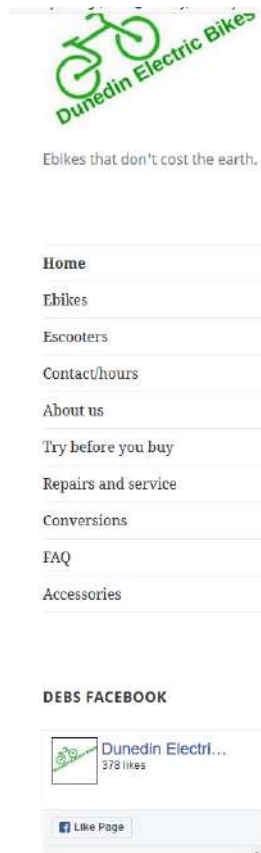 Dunedin Electric Bikes
Ebikes that don't cost the earth.
Home
Ebikes
Escooters
Contact/hours
About us
Try before you buy
Repairs and service
Conversions
FAQ
Accessories
DEBS FACEBOOK
Dunedin Electri...
378 likes
Like Page